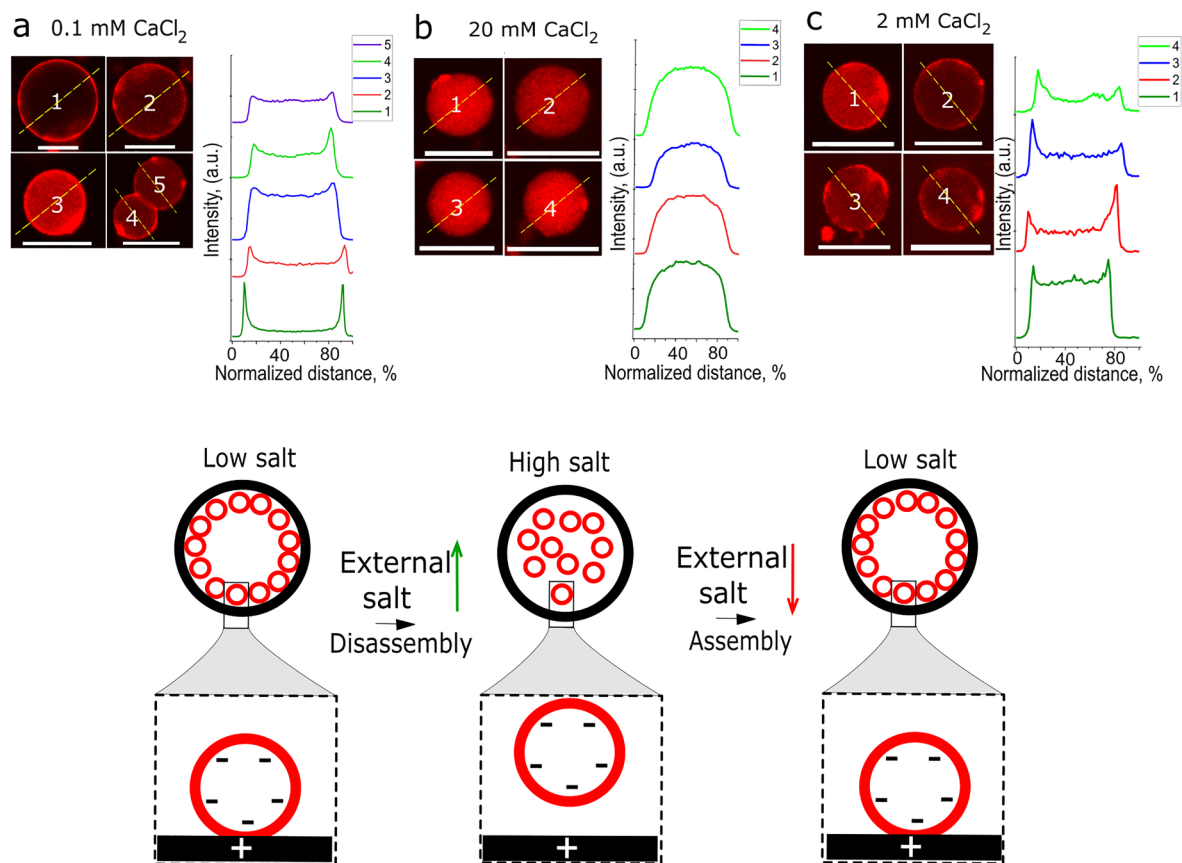 a 0.1 mM CaCl2
1
2
3
4
5
5
4
3
2
1
Intensity, (a.u.)
0 40 80
Normalized distance, %
b 20 mM CaCl2
1
2
3
4
4
3
2
1
Intensity, (a.u.)
0 40 80
Normalized distance, %
c 2 mM CaCl2
1
2
3
4
4
3
2
1
Intensity, (a.u.)
0 40 80
Normalized distance, %
Low salt
High salt
Low salt
External
salt
Disassembly
External
salt
Assembly
- -
- -
-
+
- -
- -
-
+
- -
- -
-
+